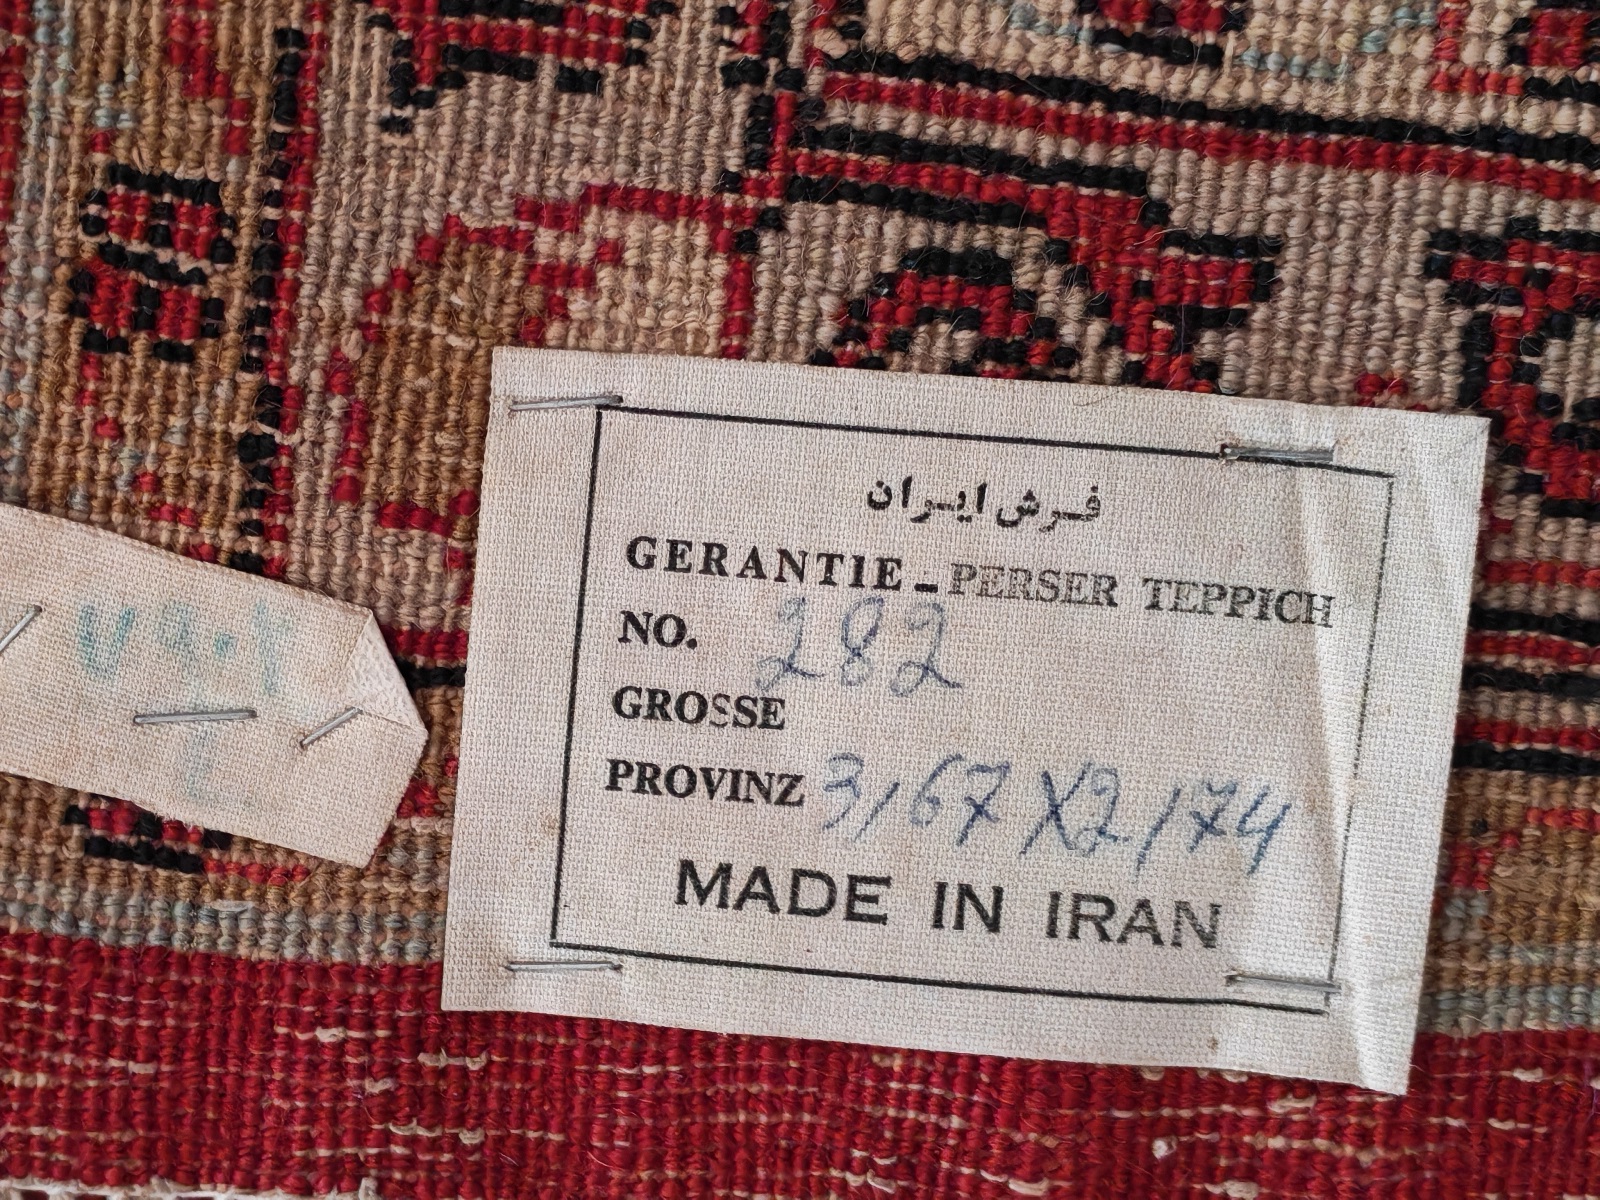 فرش ایران
GERANTIE - PERSER TEPPICH
NO. 282
GROSSE
PROVINZ 3/67 X 2/74
MADE IN IRAN